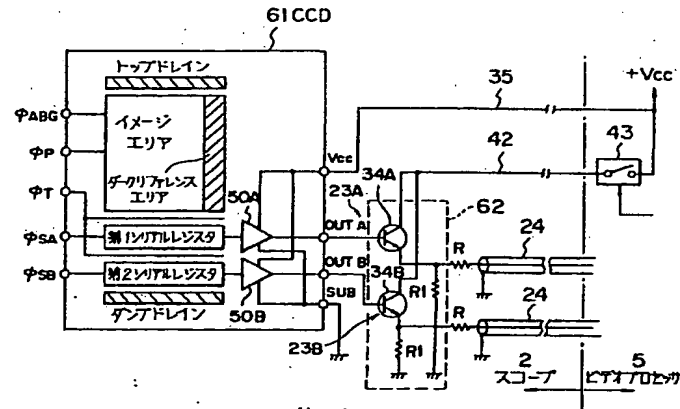 61 CCD
トップドレイン
φABG
イメージ
エリア
φP
ダークリファレンス
エリア
φT
φSA
第1シリアルレジスタ
φSB
第2シリアルレジスタ
ダンプドレイン
50A
50B
Vcc
OUT A
OUT B
SUB
23A
34A
34B
23B
R1
R1
62
R
R
24
24
35
42
+Vcc
43
2
スコープ
5
ビデオプロセッサ